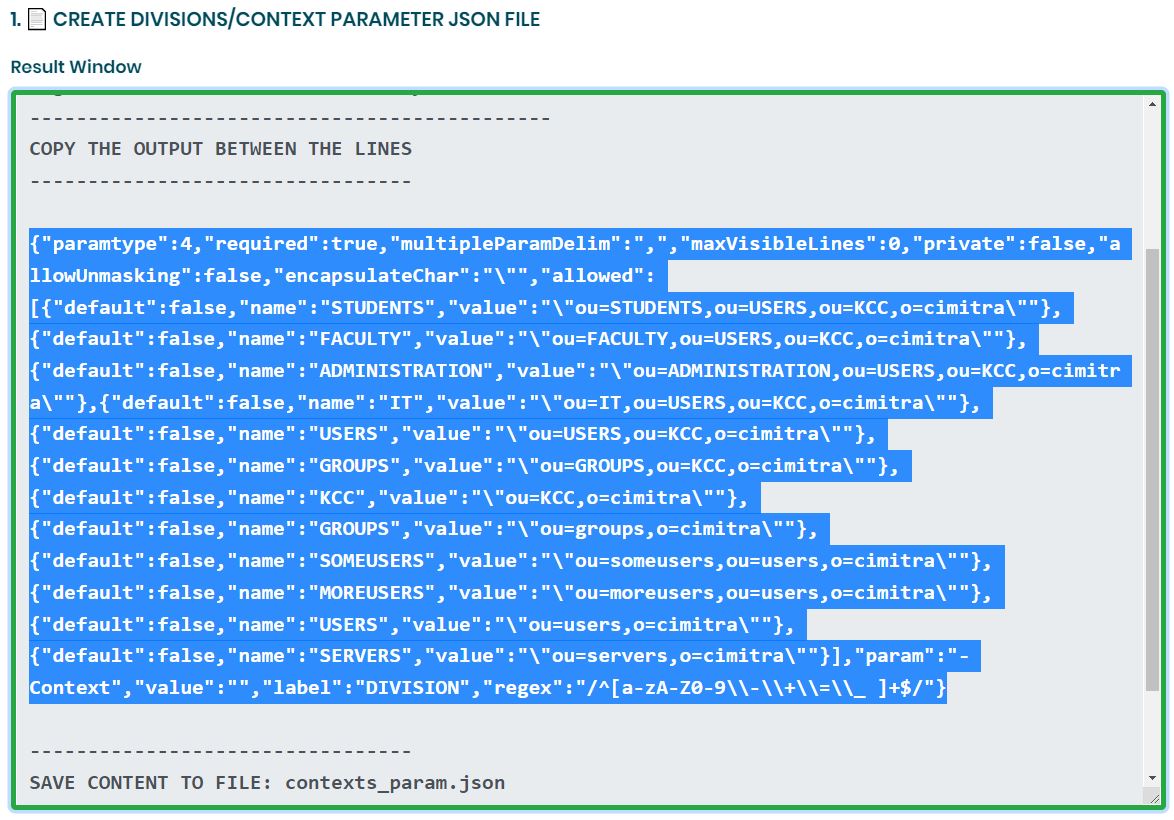 1. CREATE DIVISIONS/CONTEXT PARAMETER JSON FILE
Result Window
---------------------------------------------
COPY THE OUTPUT BETWEEN THE LINES
---------------------------------
{"paramtype":4,"required":true,"multipleParamDelim":",","maxVisibleLines":0,"private":false,"a
llowUnmasking":false,"encapsulateChar":"\"","allowed":
[{"default":false,"name":"STUDENTS","value":"\"ou=STUDENTS,ou=USERS,ou=KCC,o=cimitra\""},
{"default":false,"name":"FACULTY","value":"\"ou=FACULTY,ou=USERS,ou=KCC,o=cimitra\""},
{"default":false,"name":"ADMINISTRATION","value":"\"ou=ADMINISTRATION,ou=USERS,ou=KCC,o=cimitr
a\""},{"default":false,"name":"IT","value":"\"ou=IT,ou=USERS,ou=KCC,o=cimitra\""},
{"default":false,"name":"USERS","value":"\"ou=USERS,ou=KCC,o=cimitra\""},
{"default":false,"name":"GROUPS","value":"\"ou=GROUPS,ou=KCC,o=cimitra\""},
{"default":false,"name":"KCC","value":"\"ou=KCC,o=cimitra\""},
{"default":false,"name":"GROUPS","value":"\"ou=groups,o=cimitra\""},
{"default":false,"name":"SOMEUSERS","value":"\"ou=someusers,ou=users,o=cimitra\""},
{"default":false,"name":"MOREUSERS","value":"\"ou=moreusers,ou=users,o=cimitra\""},
{"default":false,"name":"USERS","value":"\"ou=users,o=cimitra\""},
{"default":false,"name":"SERVERS","value":"\"ou=servers,o=cimitra\""}],"param":"-
Context","value":"","label":"DIVISION","regex":"/^[a-zA-Z0-9\\-\\+\\=\\_ ]+$/"}
---------------------------------
SAVE CONTENT TO FILE: contexts_param.json